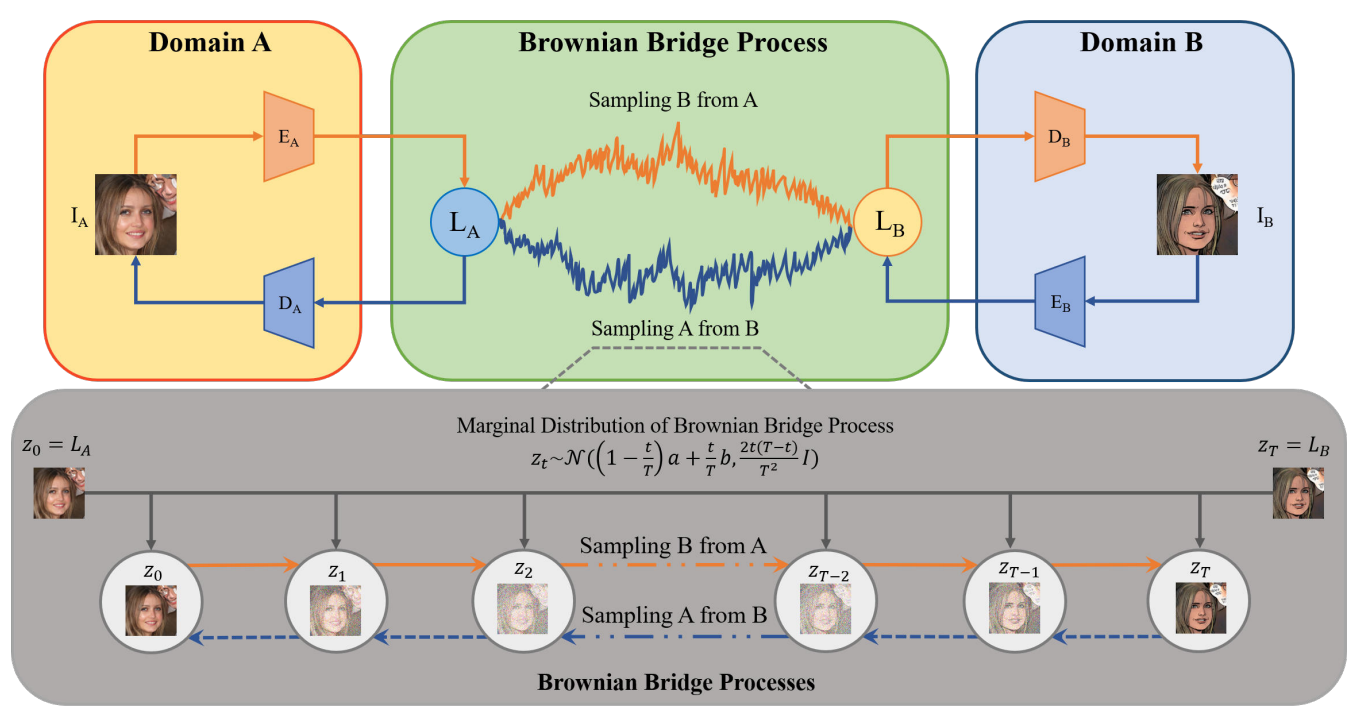 Domain A
Brownian Bridge Process
Domain B
Sampling B from A
E_A
D_B
I_A
L_A
L_B
I_B
D_A
E_B
Sampling A from B
Marginal Distribution of Brownian Bridge Process
z_0 = L_A
z_T = L_B
z_t~𝒩((1 − t/T)a + t/T b, 2t(T−t)/T² I)
Sampling B from A
z_0
z_1
z_2
z_{T−2}
z_{T−1}
z_T
Sampling A from B
Brownian Bridge Processes